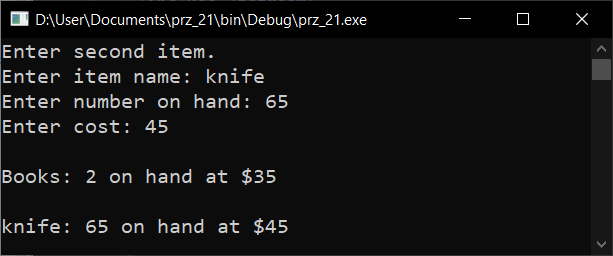 D:\User\Documents\prz_21\bin\Debug\prz_21.exe
Enter second item.
Enter item name: knife
Enter number on hand: 65
Enter cost: 45
Books: 2 on hand at $35
knife: 65 on hand at $45